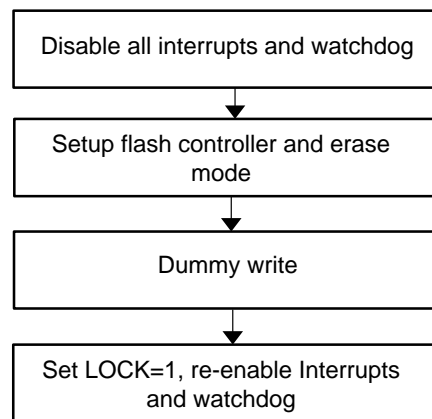 Disable all interrupts and watchdog
Setup flash controller and erase
mode
Dummy write
Set LOCK=1, re-enable Interrupts
and watchdog